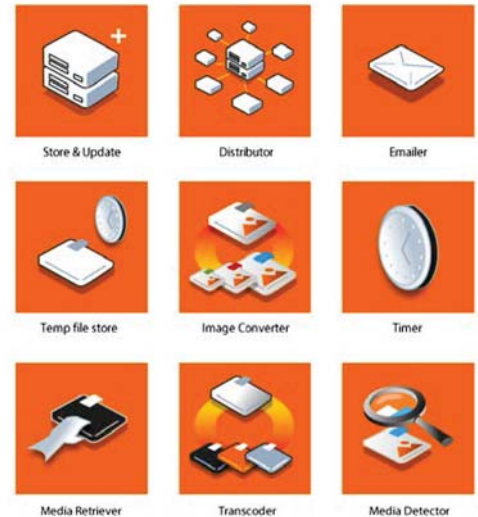 Store & Update
Distributor
Emailer
Temp file store
Image Converter
Timer
Media Retriever
Transcoder
Media Detector